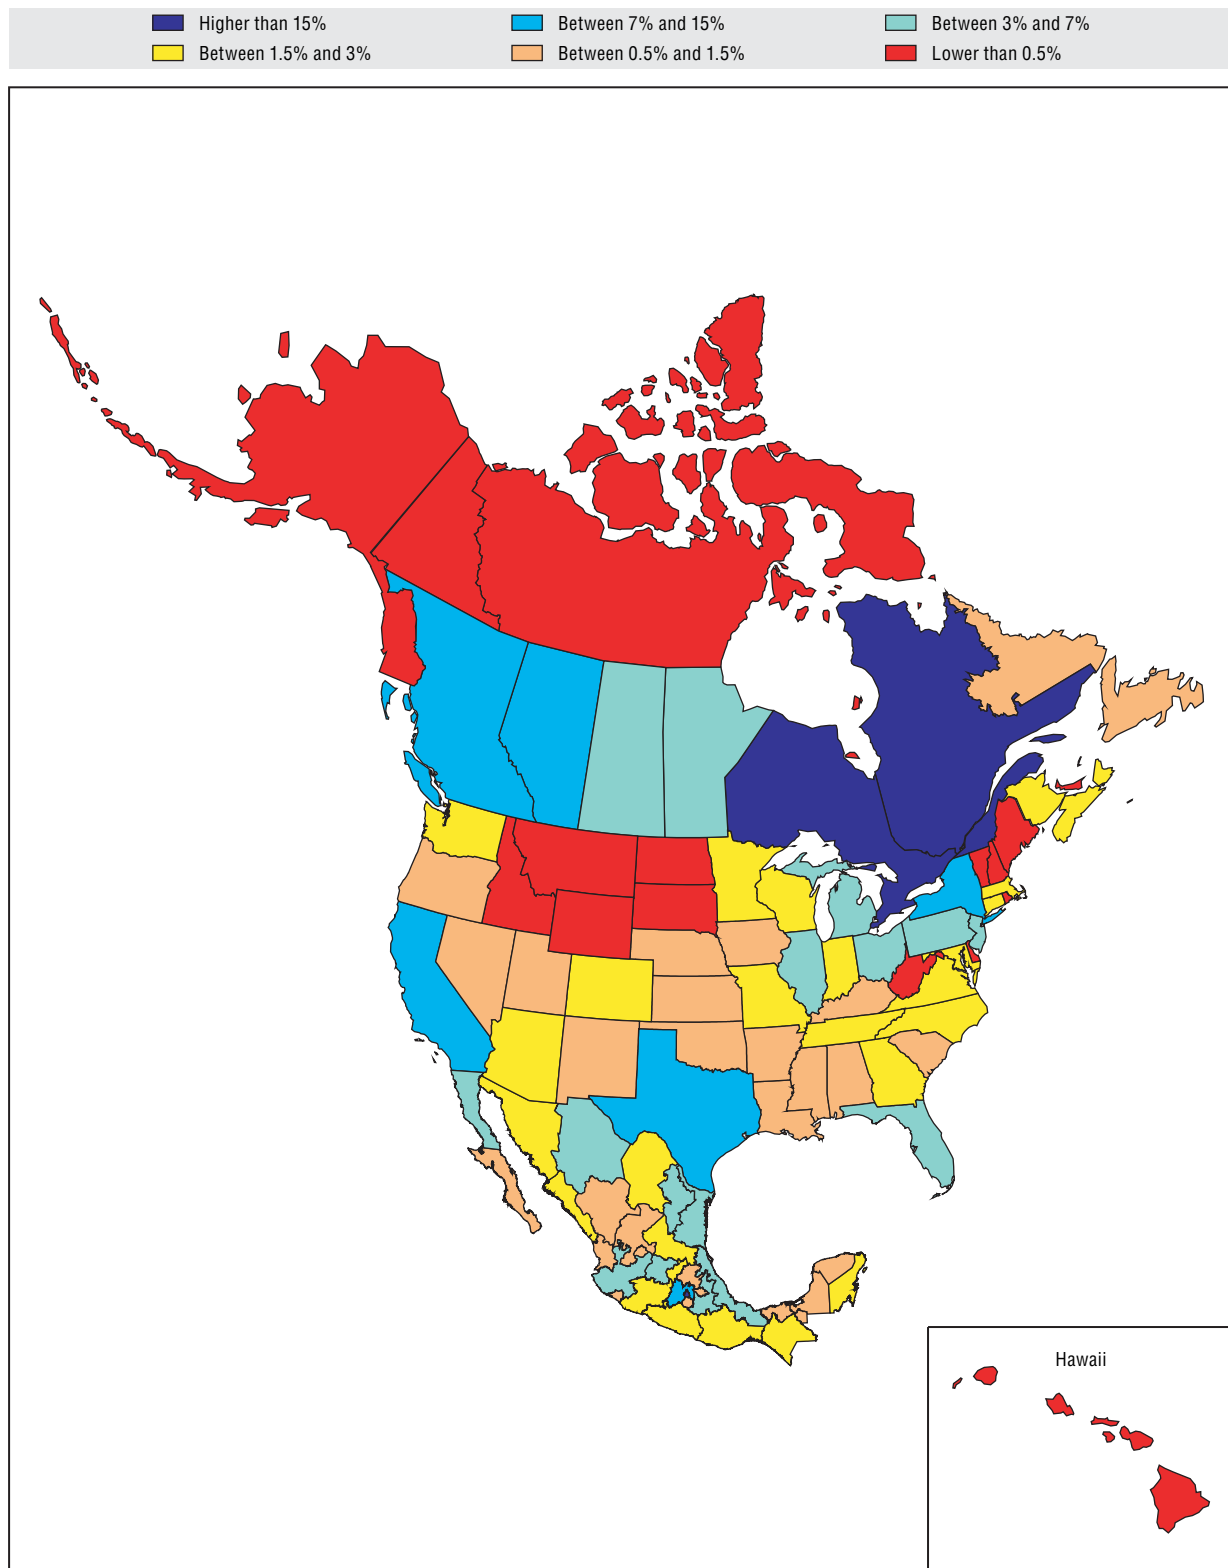 Higher than 15% Between 7% and 15% Between 3% and 7%
Between 1.5% and 3% Between 0.5% and 1.5% Lower than 0.5%
Hawaii